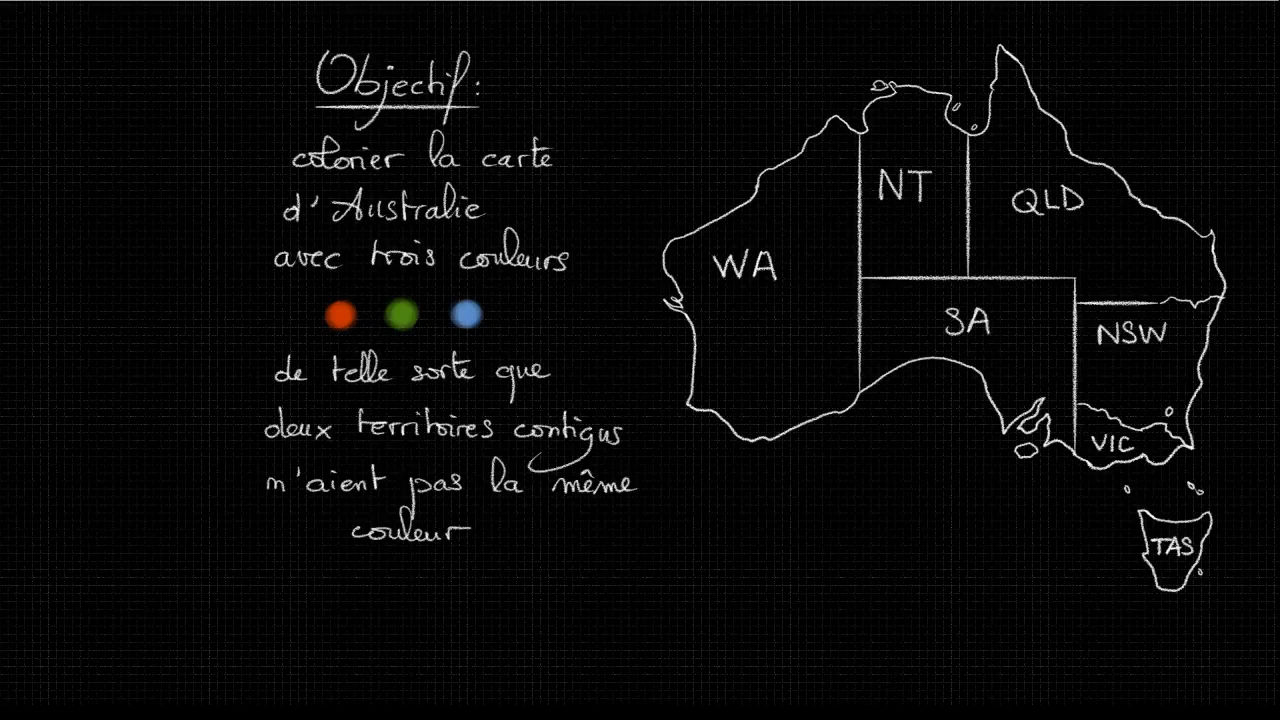 Objectif :
colorier la carte
d'Australie
avec trois couleurs
de telle sorte que
deux territoires contigus
n'aient pas la même
couleur
NT
QLD
WA
SA
NSW
VIC
TAS